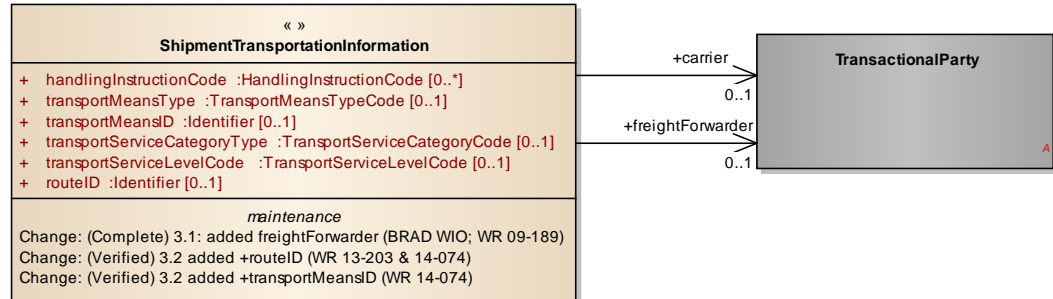 « »
ShipmentTransportationInformation
+ handlingInstructionCode :HandlingInstructionCode [0..*]
+ transportMeansType :TransportMeansTypeCode [0..1]
+ transportMeansID :Identifier [0..1]
+ transportServiceCategoryType :TransportServiceCategoryCode [0..1]
+ transportServiceLevelCode :TransportServiceLevelCode [0..1]
+ routeID :Identifier [0..1]
maintenance
Change: (Complete) 3.1: added freightForwarder (BRAD WIO; WR 09-189)
Change: (Verified) 3.2 added +routeID (WR 13-203 & 14-074)
Change: (Verified) 3.2 added +transportMeansID (WR 14-074)
+carrier
0..1
+freightForwarder
0..1
TransactionalParty
A